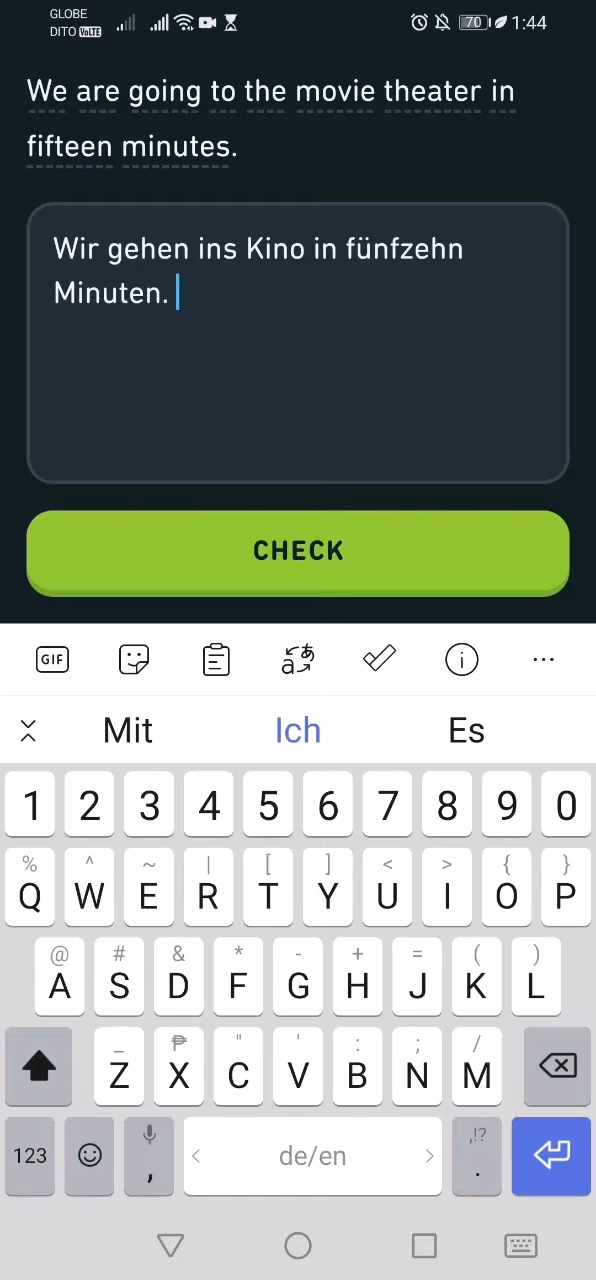 GLOBE
DITO VoLTE
70 1:44
We are going to the movie theater in
fifteen minutes.
Wir gehen ins Kino in fünfzehn
Minuten.
CHECK
GIF aあ
Mit Ich Es
1 2 3 4 5 6 7 8 9 0
% ^ ~ | [ ] < > { }
Q W E R T Y U I O P
@ # & * - + = ( )
A S D F G H J K L
_ ₱ " ' : ; /
Z X C V B N M
,!?
123 , < de/en > .